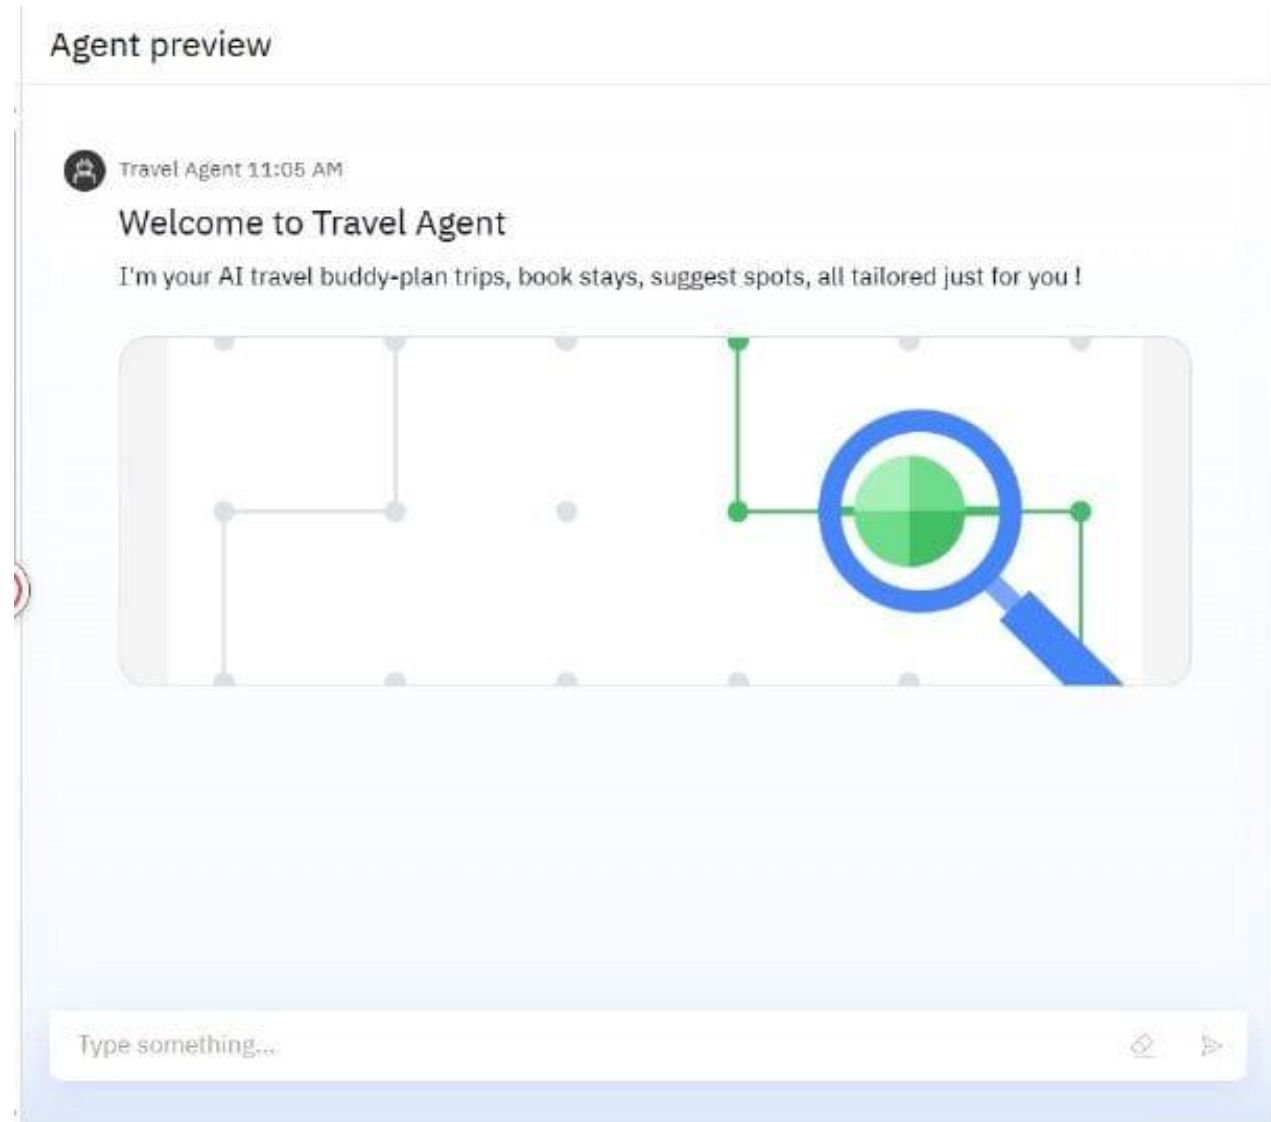 Agent preview
Travel Agent 11:05 AM
Welcome to Travel Agent
I'm your AI travel buddy-plan trips, book stays, suggest spots, all tailored just for you !
Type something...